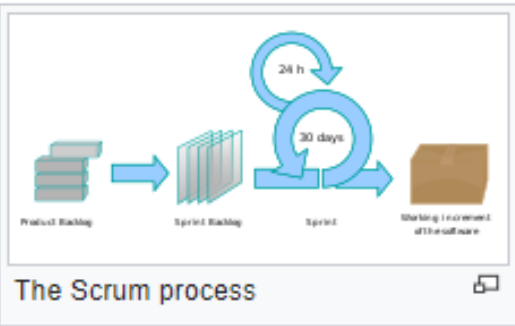 24 h
30 days
Product Backlog
Sprint Backlog
Sprint
Working increment
of the software
The Scrum process